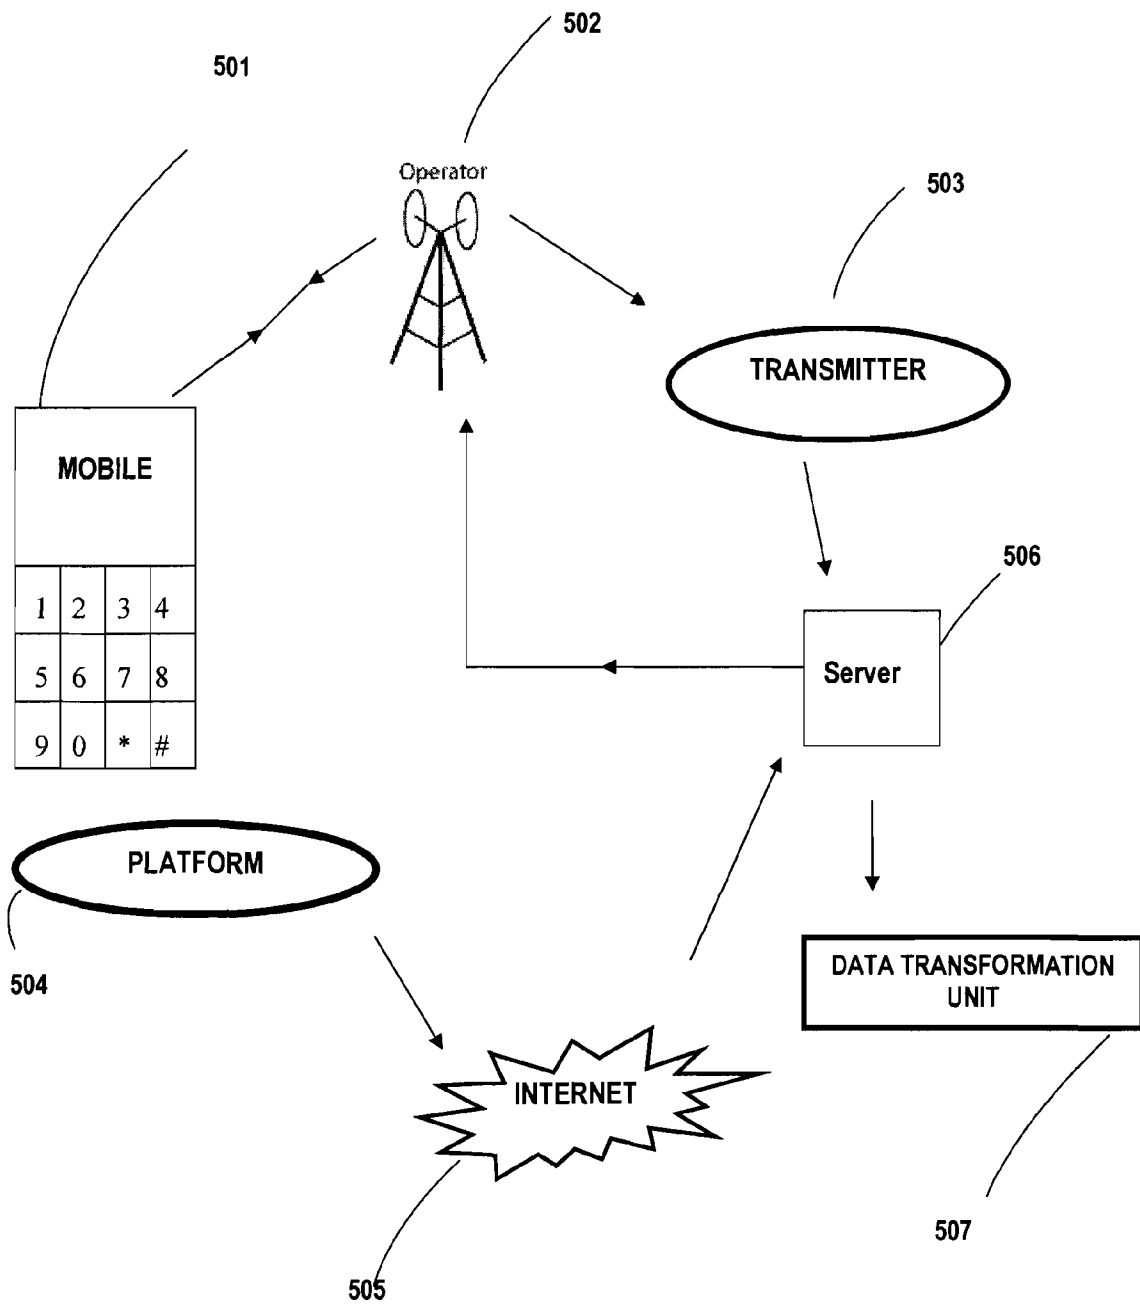 502
501
Operator
503
TRANSMITTER
MOBILE
506
1 2 3 4
5 6 7 8
9 0 * #
Server
PLATFORM
504
DATA TRANSFORMATION
UNIT
INTERNET
507
505